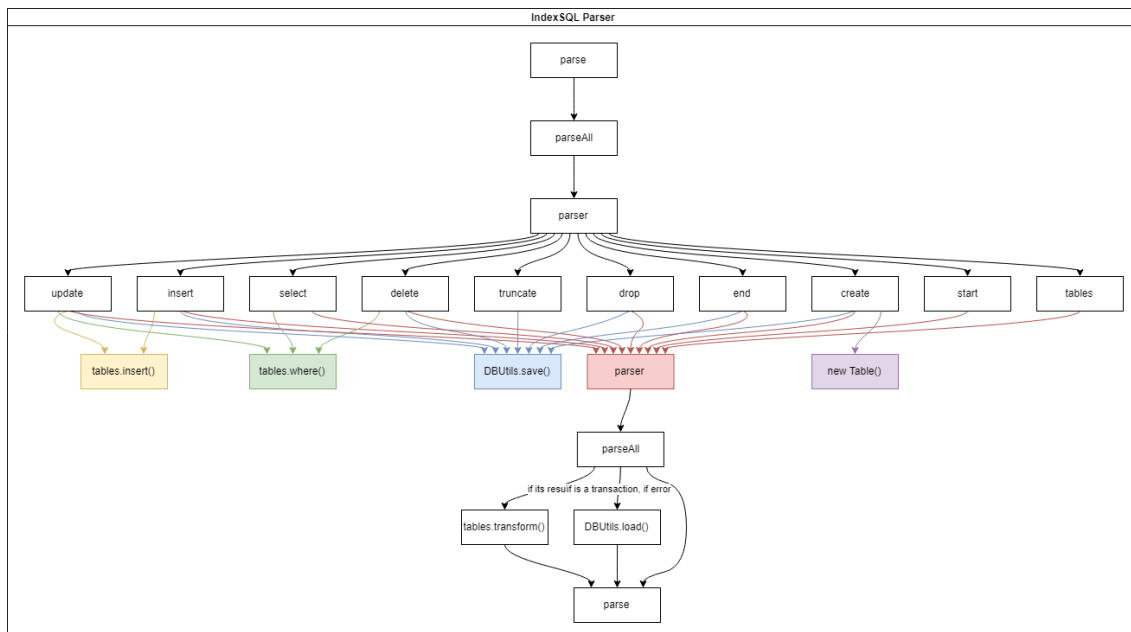 IndexSQL Parser
parse
parseAll
parser
update
insert
select
delete
truncate
drop
end
create
start
tables
tables.insert()
tables.where()
DBUtils.save()
parser
new Table()
parseAll
if its resuif is a transaction, if error
tables.transform()
DBUtils.load()
parse